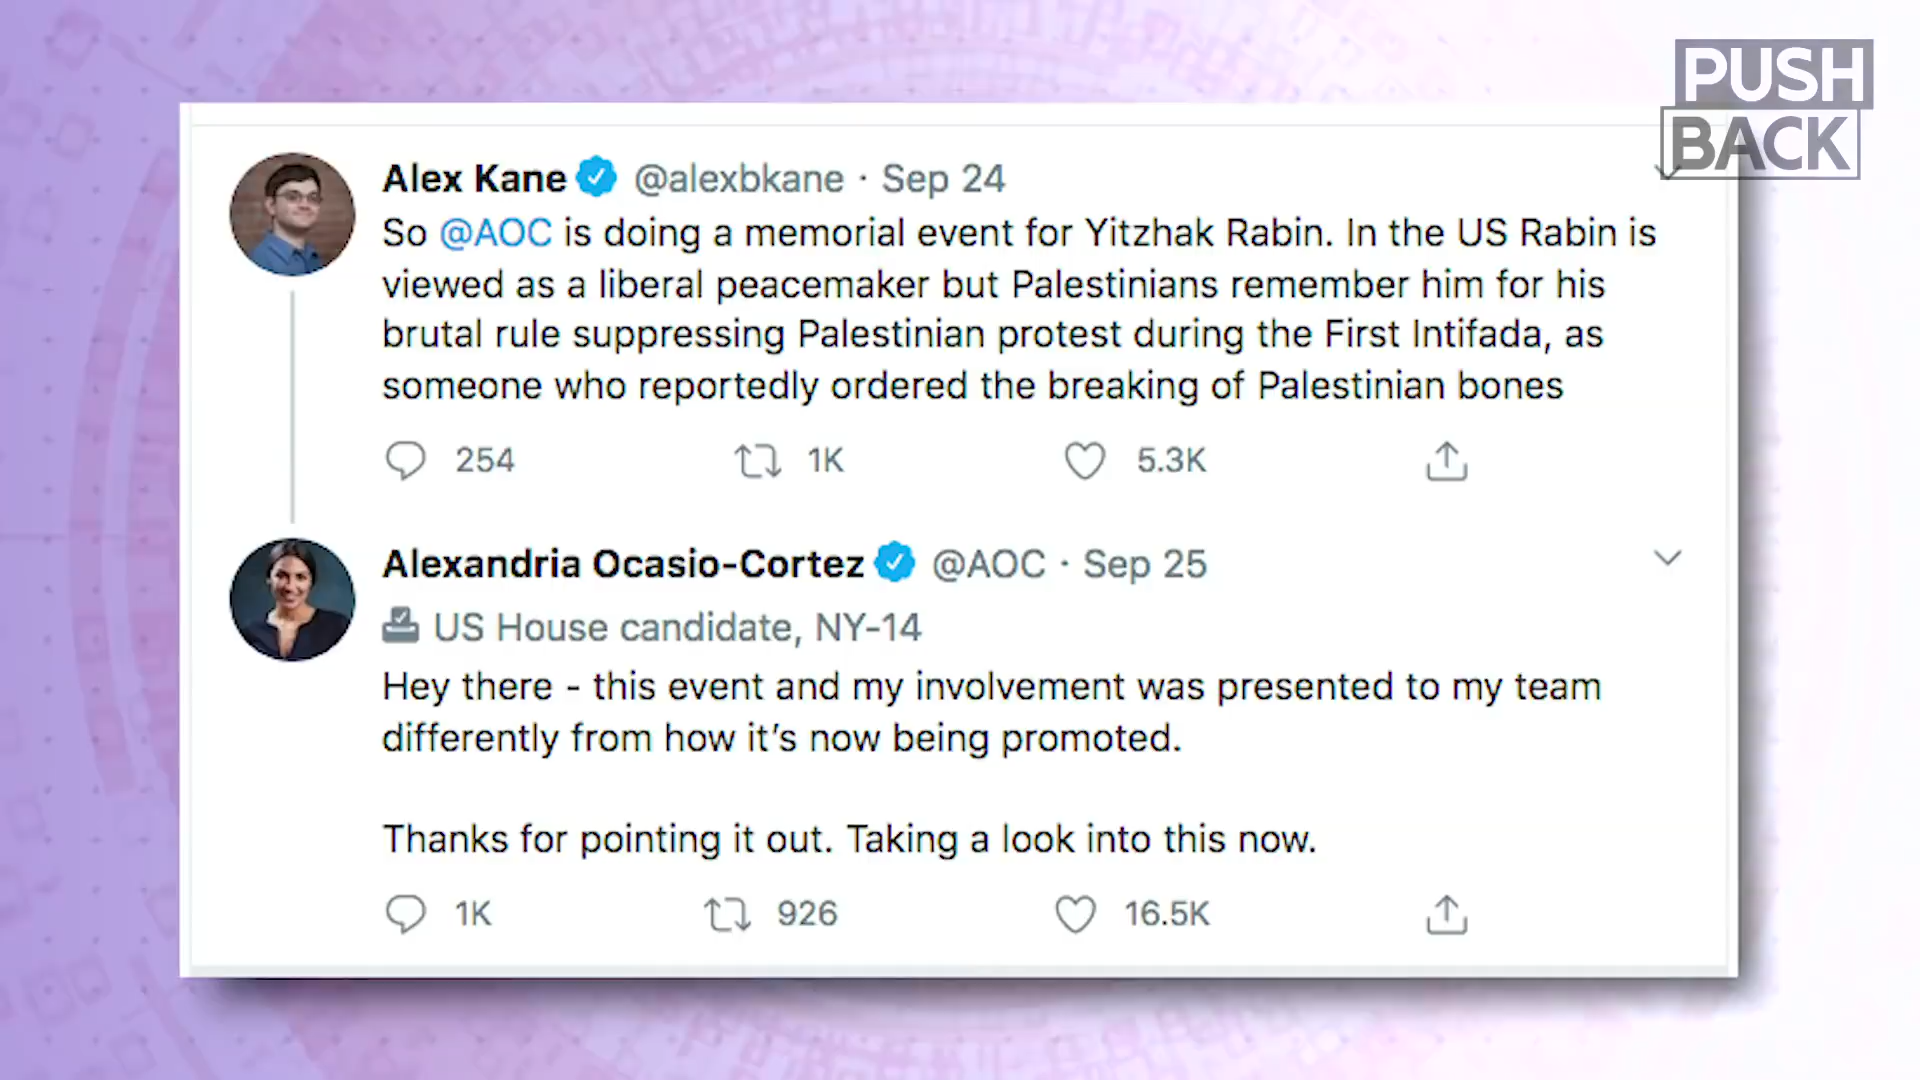 PUSH
BACK
Alex Kane @alexbkane · Sep 24
So @AOC is doing a memorial event for Yitzhak Rabin. In the US Rabin is
viewed as a liberal peacemaker but Palestinians remember him for his
brutal rule suppressing Palestinian protest during the First Intifada, as
someone who reportedly ordered the breaking of Palestinian bones
254 1K 5.3K
Alexandria Ocasio-Cortez @AOC · Sep 25
US House candidate, NY-14
Hey there - this event and my involvement was presented to my team
differently from how it’s now being promoted.
Thanks for pointing it out. Taking a look into this now.
1K 926 16.5K